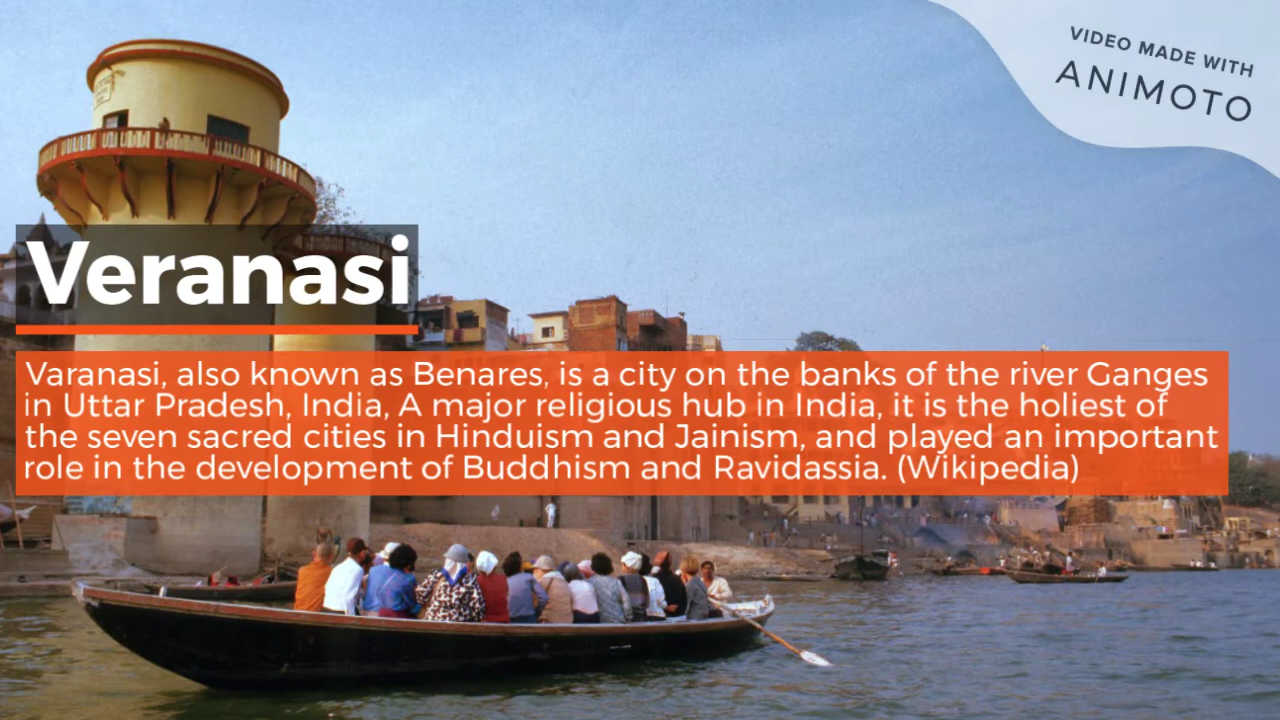 VIDEO MADE WITH
ANIMOTO
Veranasi
Varanasi, also known as Benares, is a city on the banks of the river Ganges
in Uttar Pradesh, India, A major religious hub in India, it is the holiest of
the seven sacred cities in Hinduism and Jainism, and played an important
role in the development of Buddhism and Ravidassia. (Wikipedia)